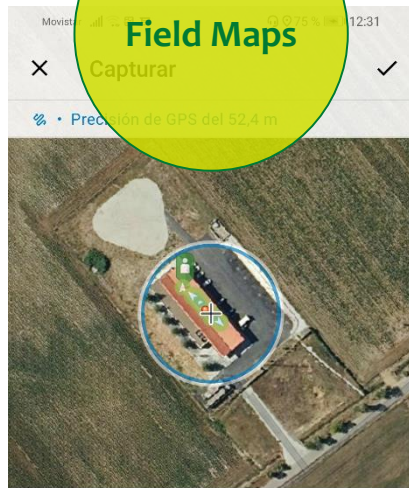 Movistar 75 % 12:31
Field Maps
Capturar
• Precisión de GPS del 52,4 m